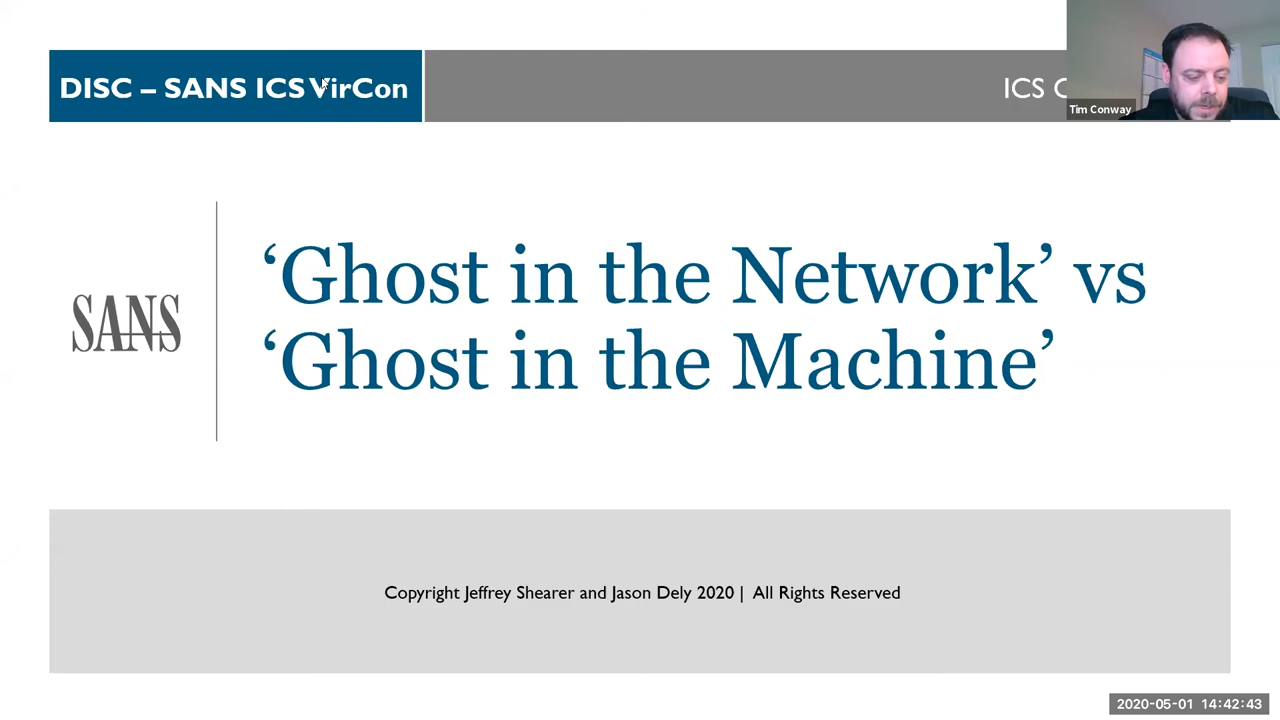 DISC – SANS ICS VirCon
ICS
Tim Conway
‘Ghost in the Network’ vs
‘Ghost in the Machine’
SANS
Copyright Jeffrey Shearer and Jason Dely 2020 | All Rights Reserved
2020-05-01 14:42:43